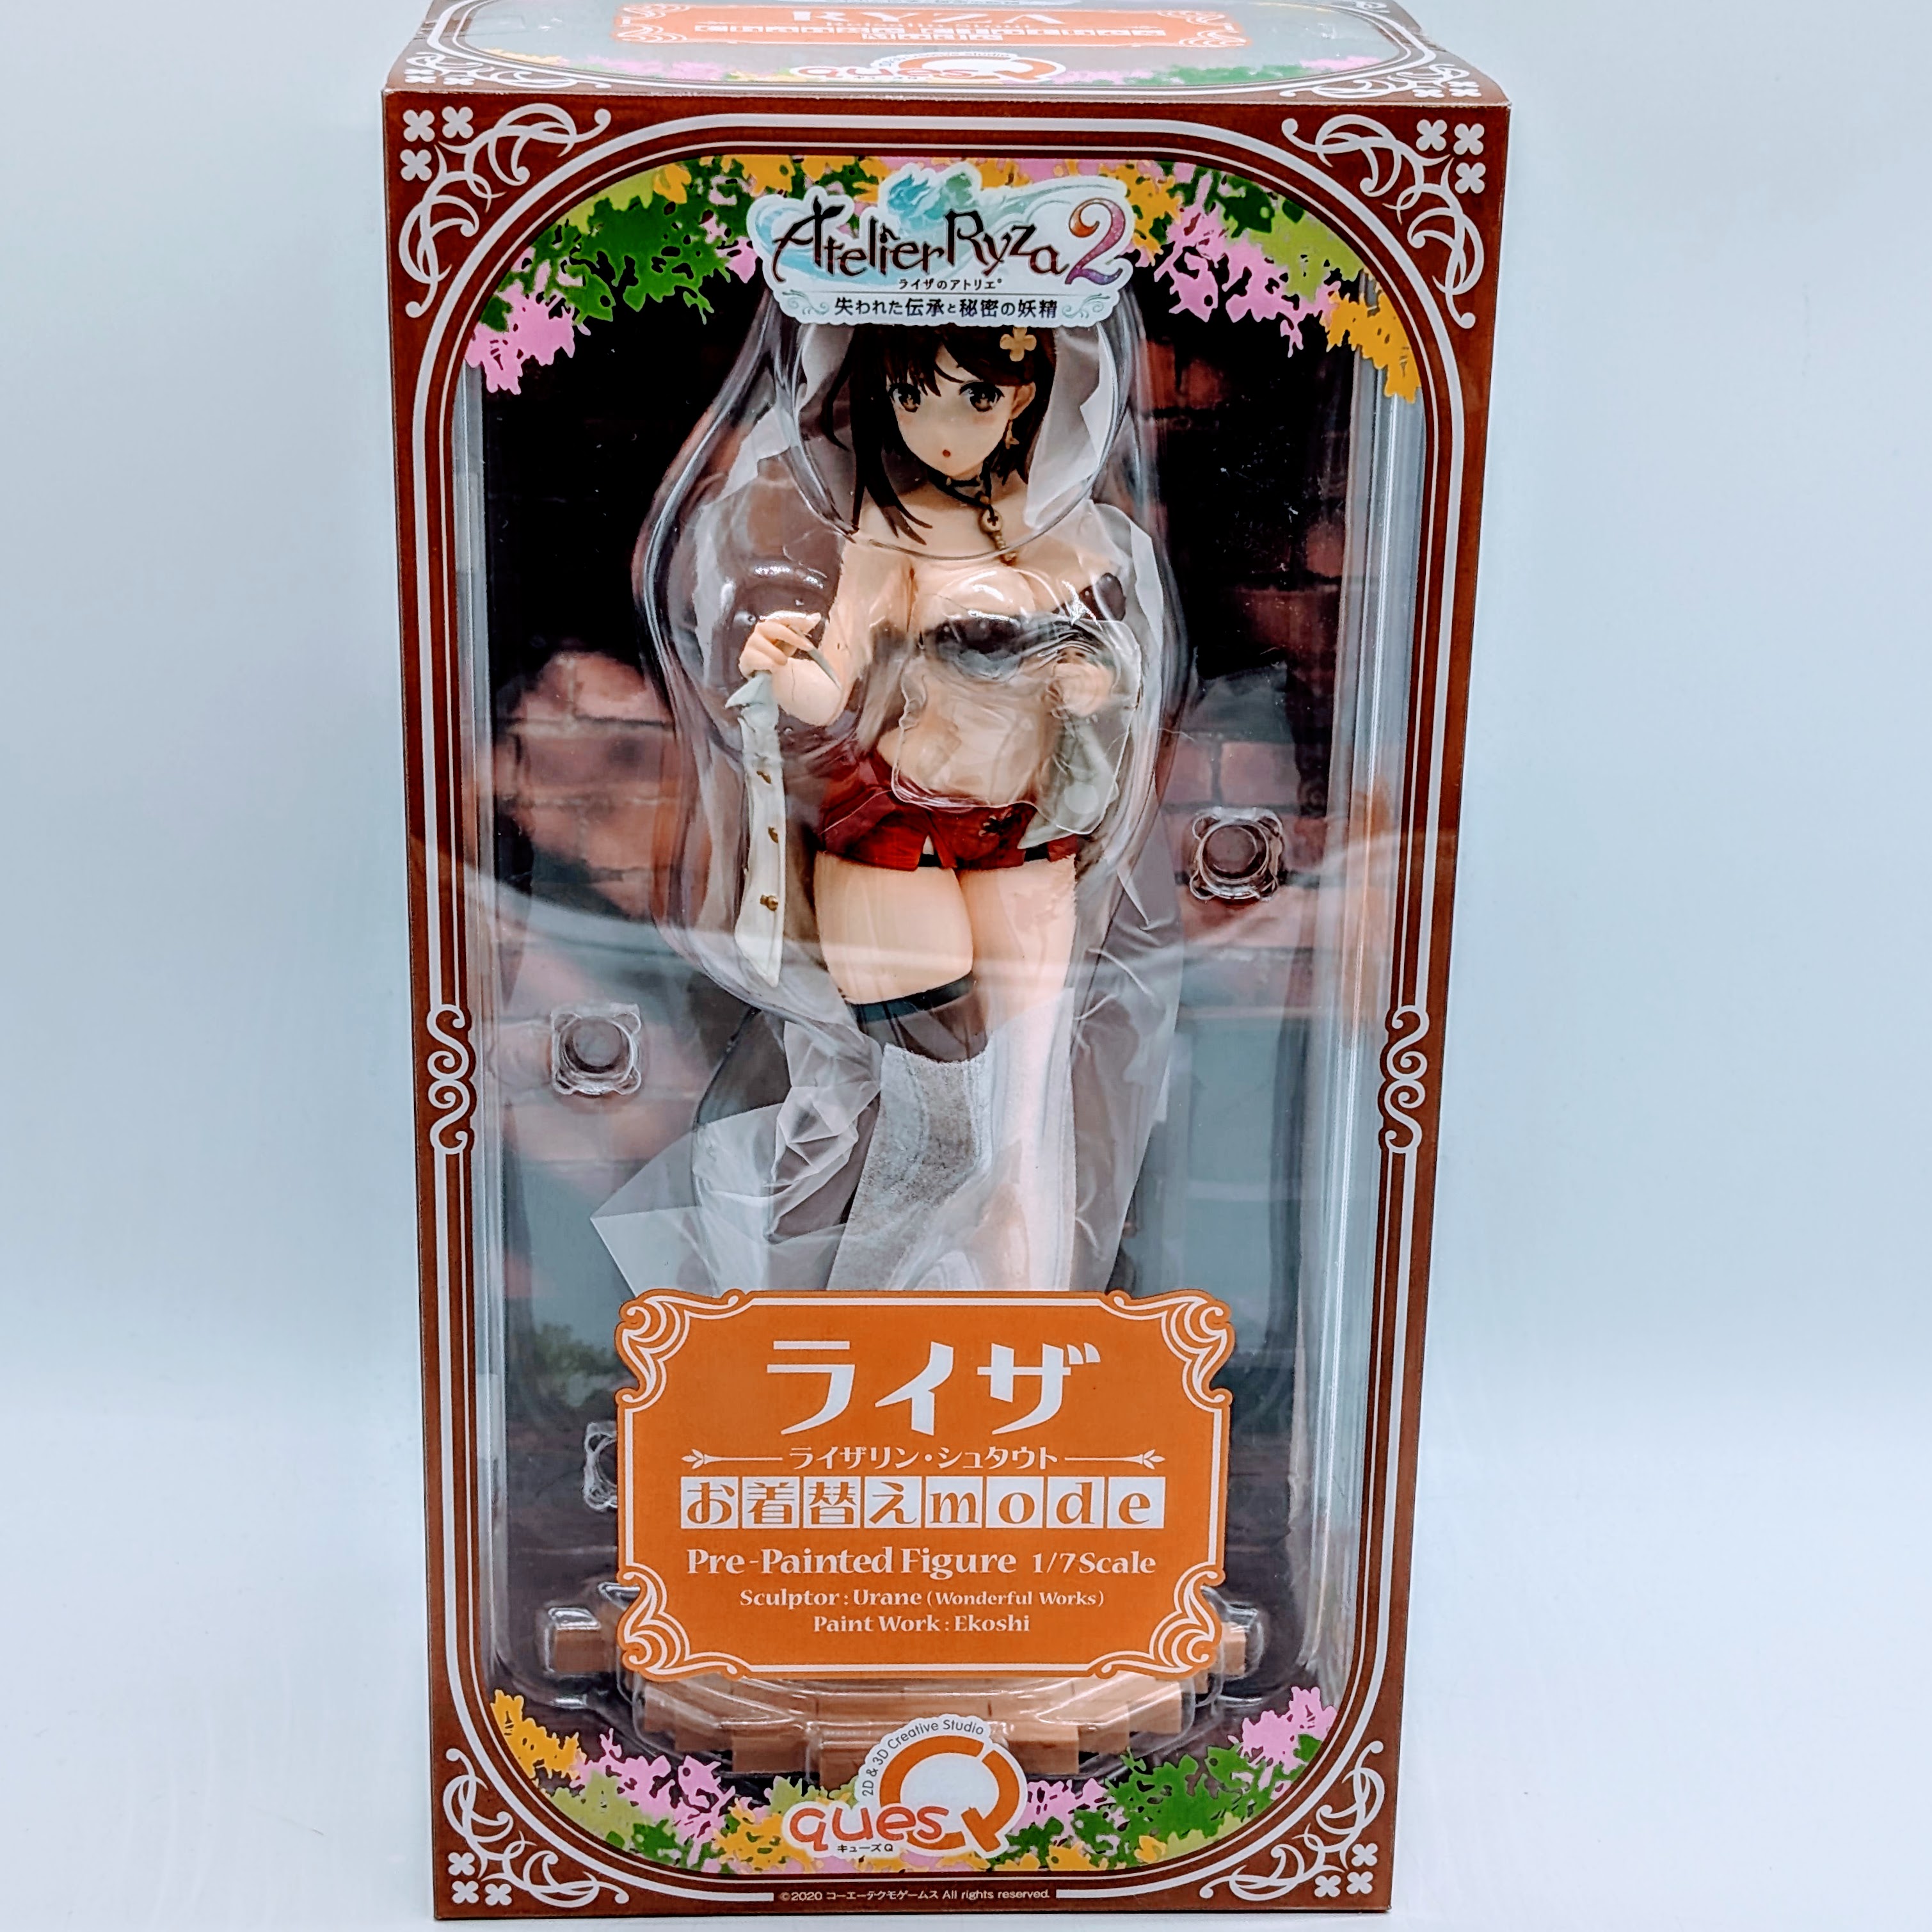 RYZA
Atelier Ryza 2
ライザのアトリエ
失われた伝承と秘密の妖精
ライザ
ライザリン・シュタウト
お着替えmode
Pre-Painted Figure 1/7Scale
Sculptor : Urane (Wonderful Works)
Paint Work : Ekoshi
2D & 3D Creative Studio
quesQ
キューズQ
©2020 コーエーテクモゲームス All rights reserved.